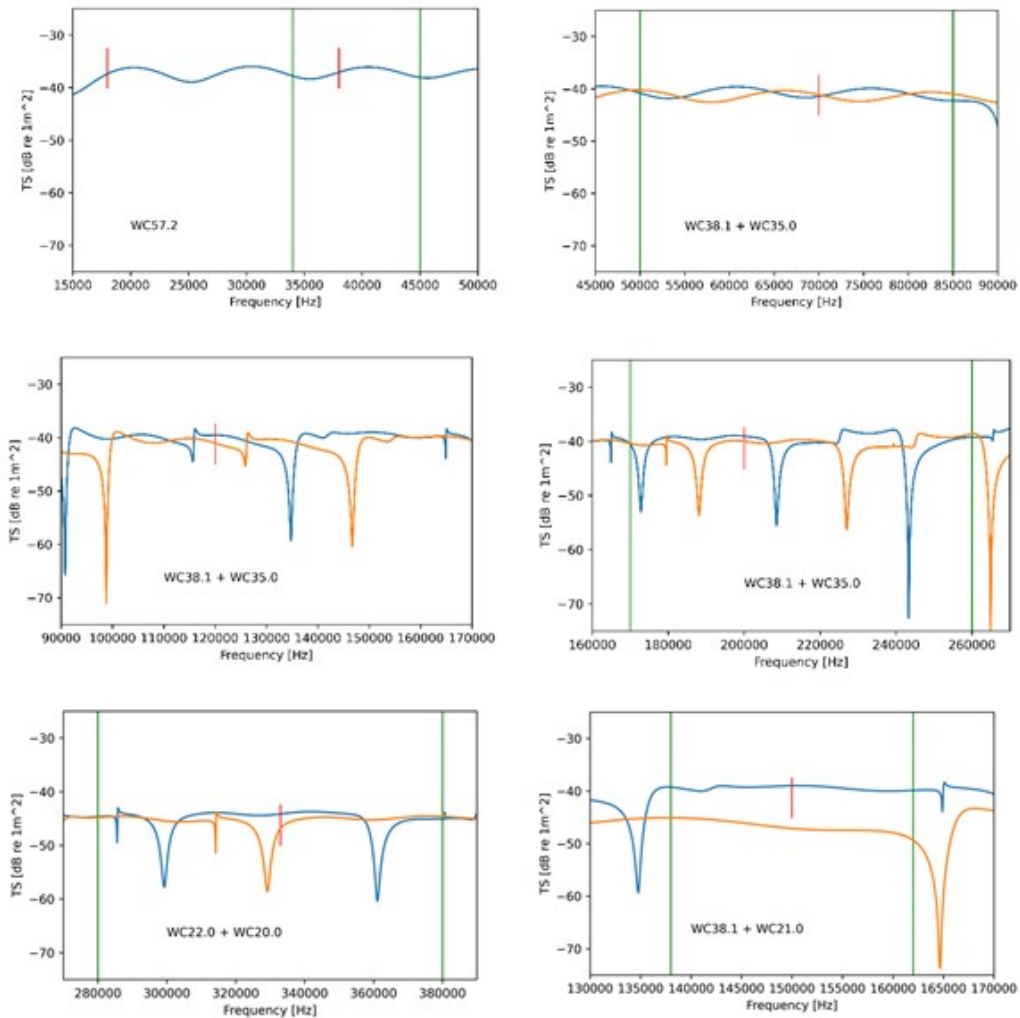 TS [dB re 1m^2]
−30
−40
−50
−60
−70
WC57.2
15000 20000 25000 30000 35000 40000 45000 50000
Frequency [Hz]
TS [dB re 1m^2]
−30
−40
−50
−60
−70
WC38.1 + WC35.0
45000 50000 55000 60000 65000 70000 75000 80000 85000 90000
Frequency [Hz]
TS [dB re 1m^2]
−30
−40
−50
−60
−70
WC38.1 + WC35.0
90000 100000 110000 120000 130000 140000 150000 160000 170000
Frequency [Hz]
TS [dB re 1m^2]
−30
−40
−50
−60
−70
WC38.1 + WC35.0
160000 180000 200000 220000 240000 260000
Frequency [Hz]
TS [dB re 1m^2]
−30
−40
−50
−60
−70
WC22.0 + WC20.0
280000 300000 320000 340000 360000 380000
Frequency [Hz]
TS [dB re 1m^2]
−30
−40
−50
−60
−70
WC38.1 + WC21.0
130000 135000 140000 145000 150000 155000 160000 165000 170000
Frequency [Hz]